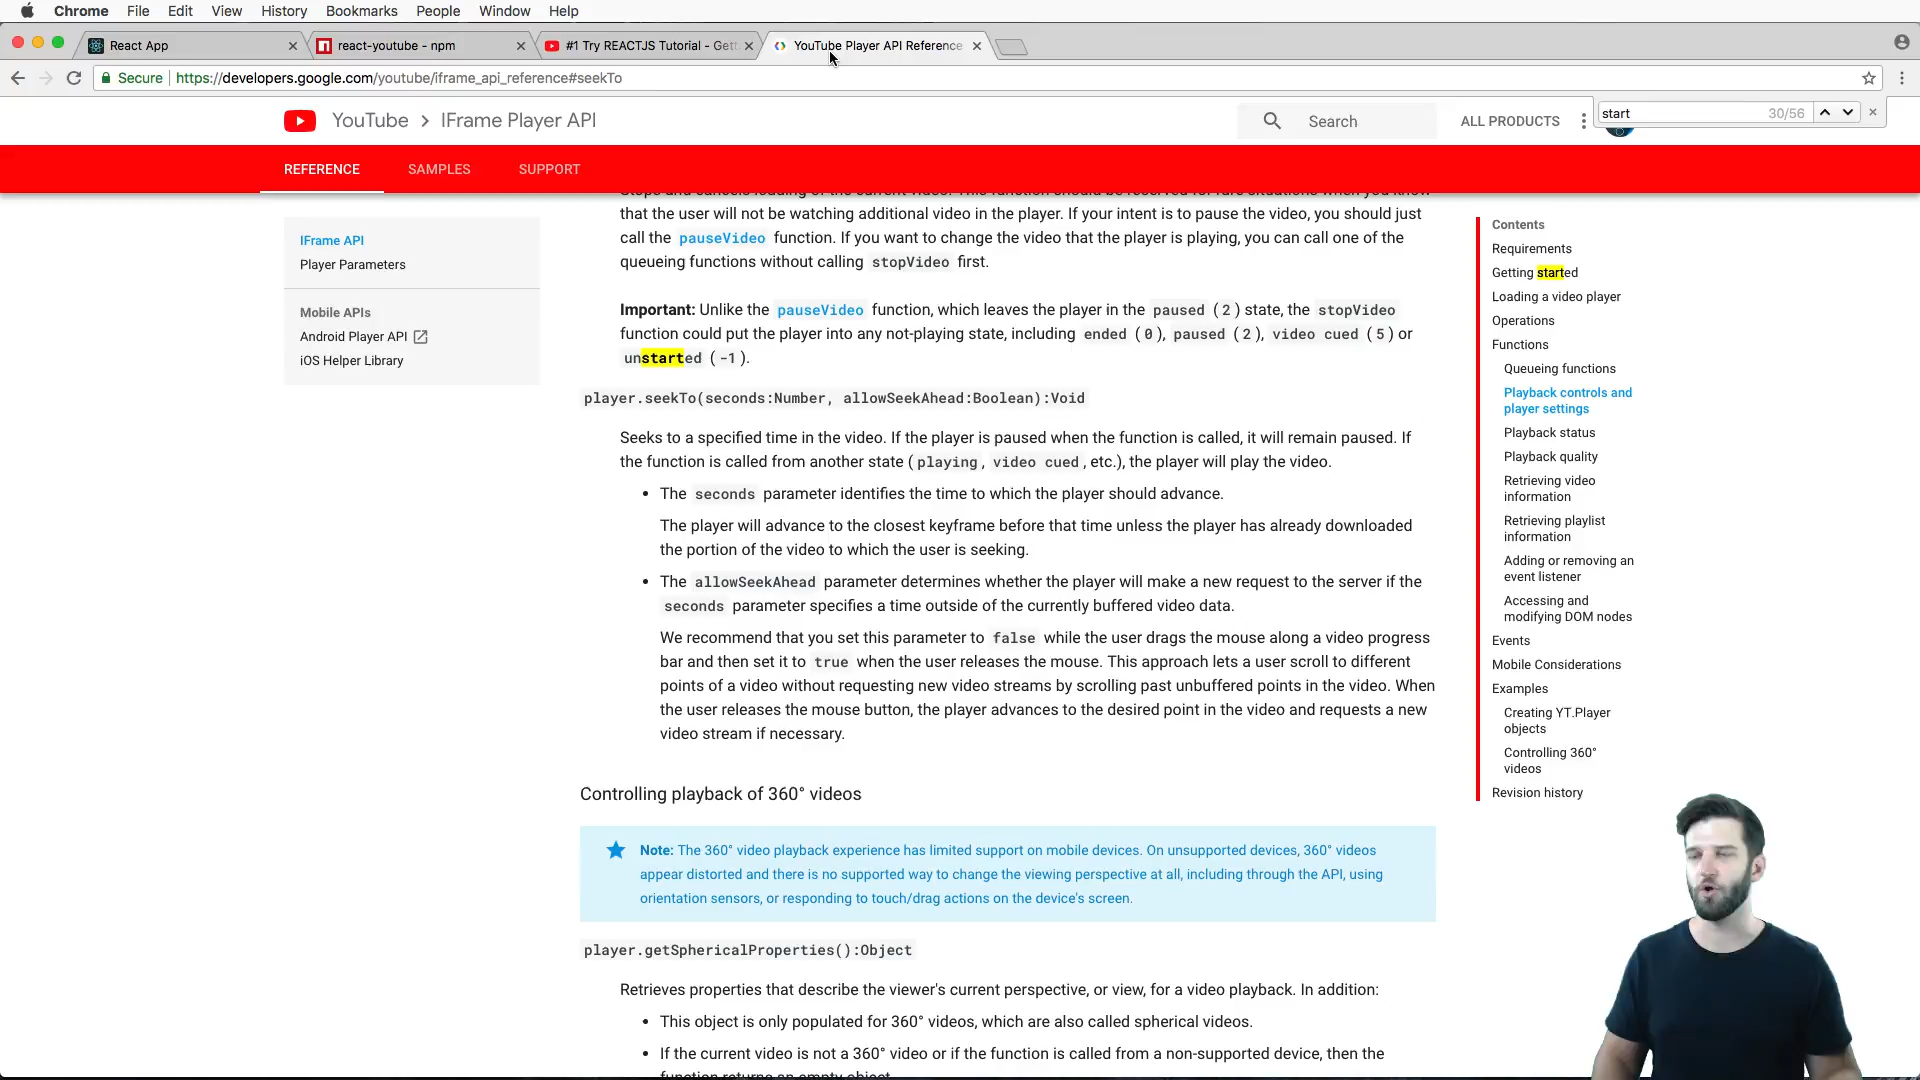 Chrome File Edit View History Bookmarks People Window Help
React App
react-youtube - npm
#1 Try REACTJS Tutorial - Gett
YouTube Player API Reference
Secure https://developers.google.com/youtube/iframe_api_reference#seekTo
start 30/56
YouTube > IFrame Player API
Search
ALL PRODUCTS
REFERENCE SAMPLES SUPPORT
IFrame API
Player Parameters
Mobile APIs
Android Player API
iOS Helper Library
Stops and cancels loading of the current video. This function should be reserved for rare situations when you know
that the user will not be watching additional video in the player. If your intent is to pause the video, you should just
call the pauseVideo function. If you want to change the video that the player is playing, you can call one of the
queueing functions without calling stopVideo first.
Important: Unlike the pauseVideo function, which leaves the player in the paused (2) state, the stopVideo
function could put the player into any not-playing state, including ended (0), paused (2), video cued (5) or
unstarted (-1).
player.seekTo(seconds:Number, allowSeekAhead:Boolean):Void
Seeks to a specified time in the video. If the player is paused when the function is called, it will remain paused. If
the function is called from another state (playing, video cued, etc.), the player will play the video.
• The seconds parameter identifies the time to which the player should advance.
The player will advance to the closest keyframe before that time unless the player has already downloaded
the portion of the video to which the user is seeking.
• The allowSeekAhead parameter determines whether the player will make a new request to the server if the
seconds parameter specifies a time outside of the currently buffered video data.
We recommend that you set this parameter to false while the user drags the mouse along a video progress
bar and then set it to true when the user releases the mouse. This approach lets a user scroll to different
points of a video without requesting new video streams by scrolling past unbuffered points in the video. When
the user releases the mouse button, the player advances to the desired point in the video and requests a new
video stream if necessary.
Controlling playback of 360° videos
Note: The 360° video playback experience has limited support on mobile devices. On unsupported devices, 360° videos
appear distorted and there is no supported way to change the viewing perspective at all, including through the API, using
orientation sensors, or responding to touch/drag actions on the device's screen.
player.getSphericalProperties():Object
Retrieves properties that describe the viewer's current perspective, or view, for a video playback. In addition:
• This object is only populated for 360° videos, which are also called spherical videos.
• If the current video is not a 360° video or if the function is called from a non-supported device, then the
function returns an empty object.
Contents
Requirements
Getting started
Loading a video player
Operations
Functions
Queueing functions
Playback controls and
player settings
Playback status
Playback quality
Retrieving video
information
Retrieving playlist
information
Adding or removing an
event listener
Accessing and
modifying DOM nodes
Events
Mobile Considerations
Examples
Creating YT.Player
objects
Controlling 360°
videos
Revision history